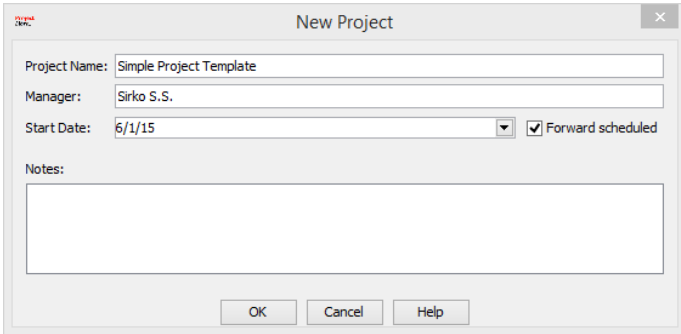 New Project
Project Name: Simple Project Template
Manager: Sirko S.S.
Start Date: 6/1/15 Forward scheduled
Notes:
OK Cancel Help